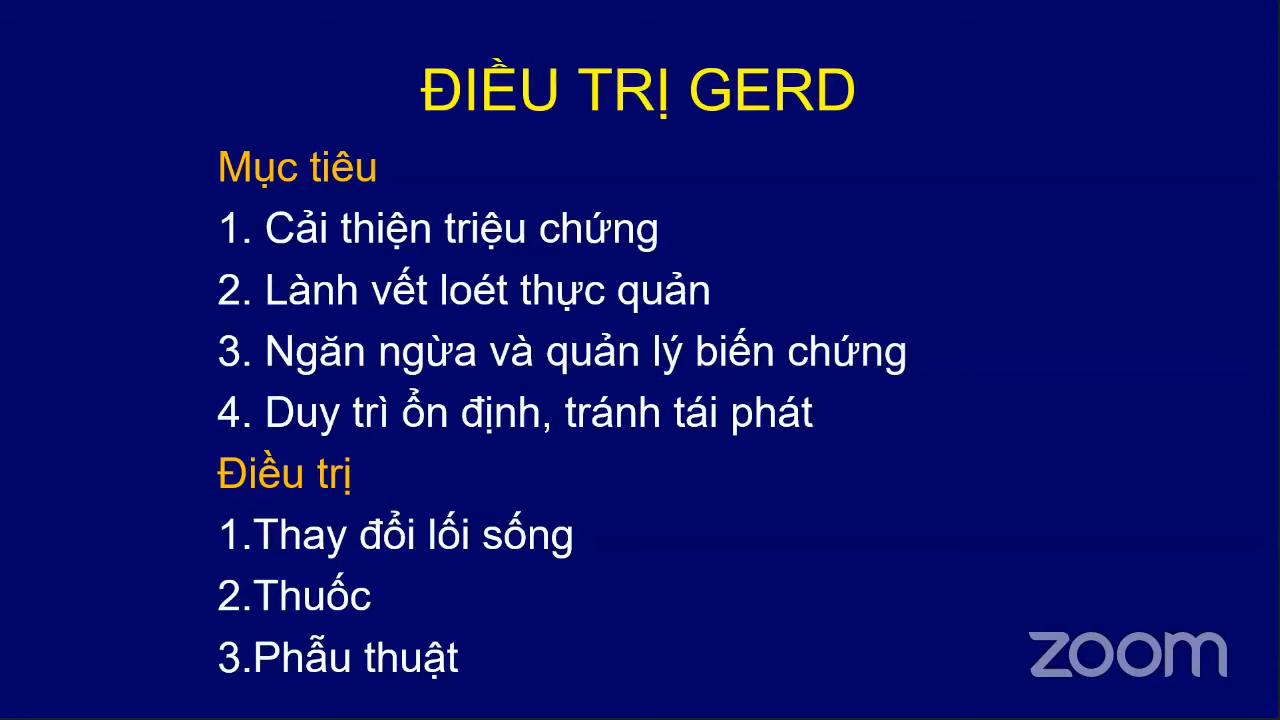 ĐIỀU TRỊ GERD
Mục tiêu
1. Cải thiện triệu chứng
2. Lành vết loét thực quản
3. Ngăn ngừa và quản lý biến chứng
4. Duy trì ổn định, tránh tái phát
Điều trị
1.Thay đổi lối sống
2.Thuốc
3.Phẫu thuật
zoom